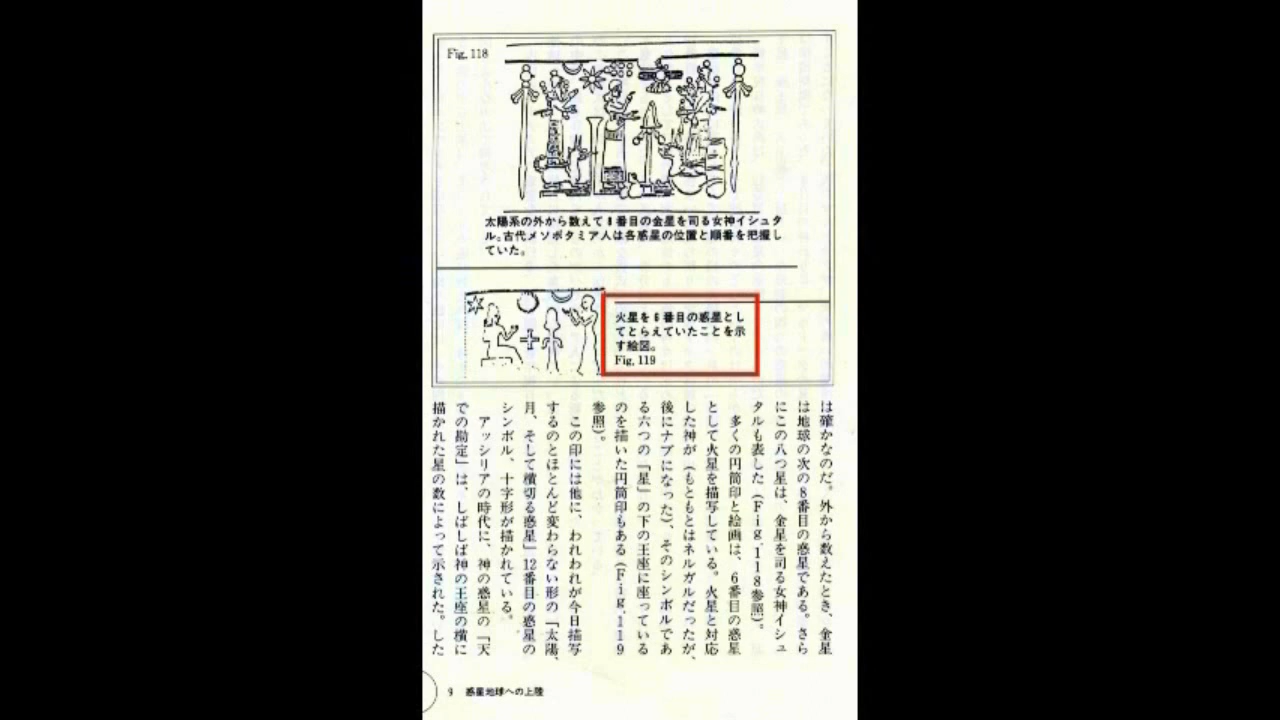 Fig. 118
太陽系の外から数えて8番目の金星を司る女神イシュタ
ル。古代メソポタミア人は各惑星の位置と順番を把握し
ていた。
火星を6番目の惑星とし
てとらえていたことを示
す絵図。
Fig. 119
は確かなのだ。外から数えたとき、金星
は地球の次の8番目の惑星である。さら
にこの八つ星は、金星を司る女神イシュ
タルも表した(Fig.118参照)。
多くの円筒印と絵画は、6番目の惑星
として火星を描写している。火星と対応
した神が(もともとはネルガルだったが、
後にナブになった)、そのシンボルであ
る六つの「星」の下の王座に座っている
のを描いた円筒印もある(Fig.119
参照)。
この印には他に、われわれが今日描写
するのとほとんど変わらない形の「太陽、
月、そして横切る惑星」12番目の惑星の
シンボル、十字形が描かれている。
アッシリアの時代に、神の惑星の「天
での勘定」は、しばしば神の王座の横に
描かれた星の数によって示された。した
9 惑星地球への上陸